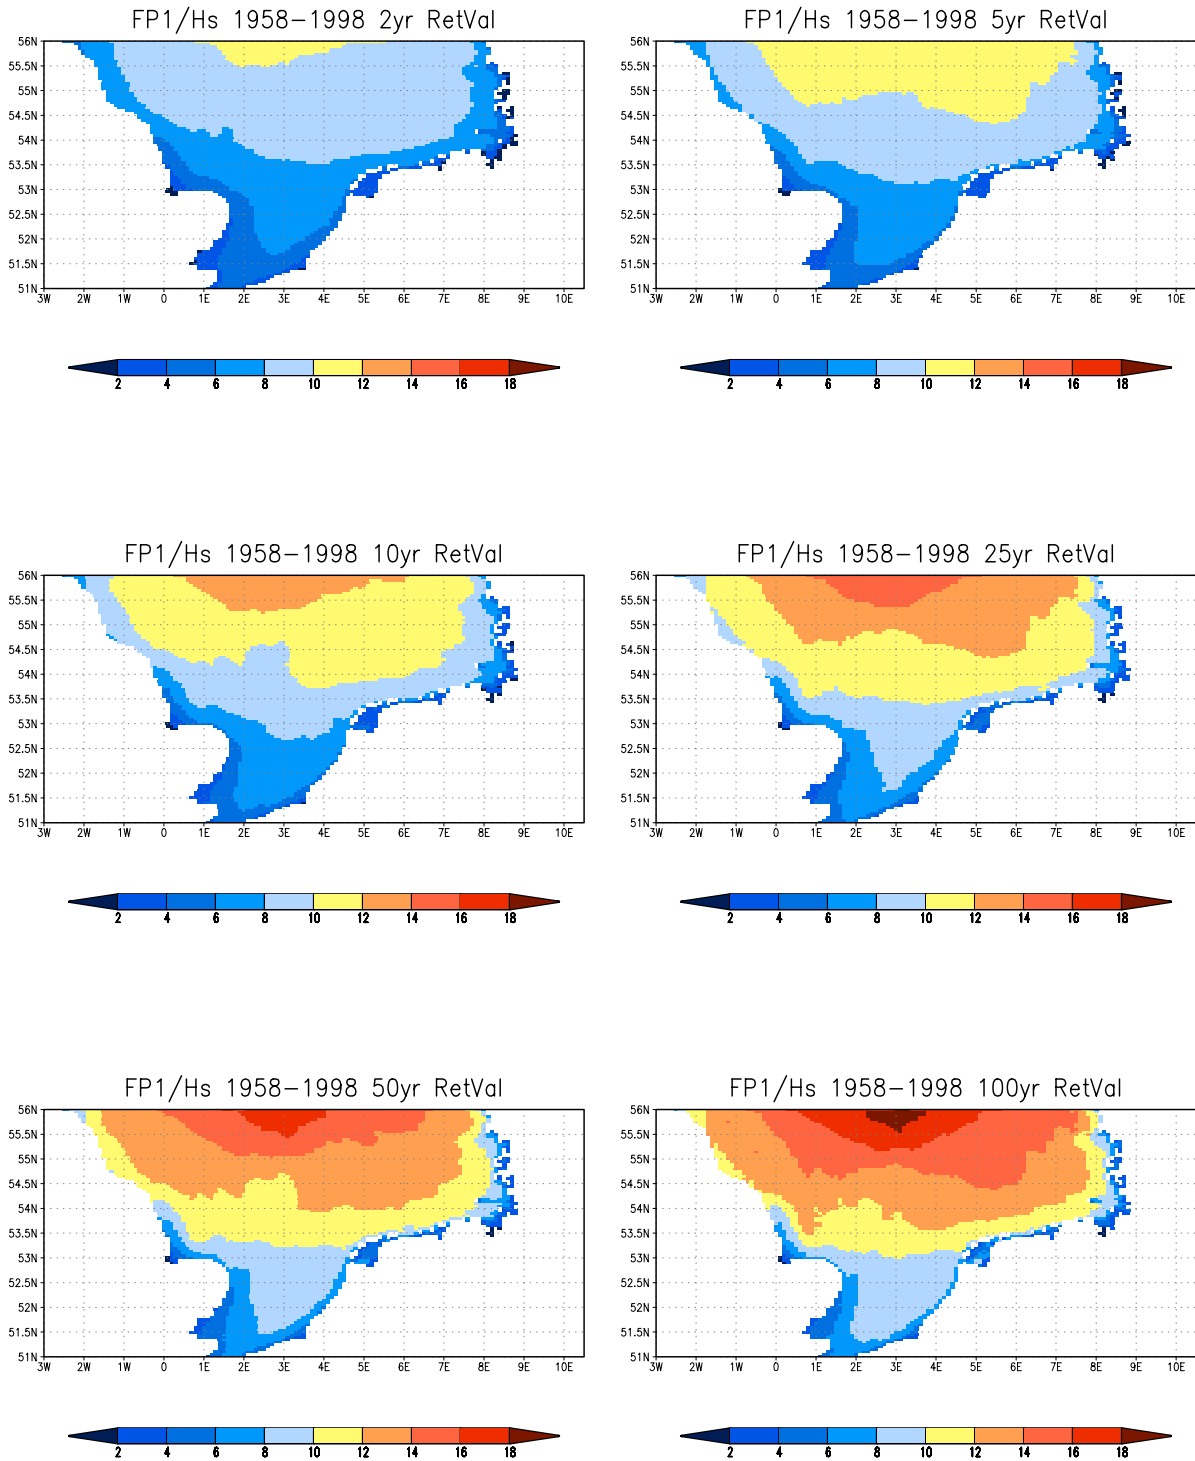 FP1/Hs 1958-1998 2yr RetVal
56N
55.5N
55N
54.5N
54N
53.5N
53N
52.5N
52N
51.5N
51N
3W 2W 1W 0 1E 2E 3E 4E 5E 6E 7E 8E 9E 10E
2 4 6 8 10 12 14 16 18
FP1/Hs 1958-1998 5yr RetVal
56N
55.5N
55N
54.5N
54N
53.5N
53N
52.5N
52N
51.5N
51N
3W 2W 1W 0 1E 2E 3E 4E 5E 6E 7E 8E 9E 10E
2 4 6 8 10 12 14 16 18
FP1/Hs 1958-1998 10yr RetVal
56N
55.5N
55N
54.5N
54N
53.5N
53N
52.5N
52N
51.5N
51N
3W 2W 1W 0 1E 2E 3E 4E 5E 6E 7E 8E 9E 10E
2 4 6 8 10 12 14 16 18
FP1/Hs 1958-1998 25yr RetVal
56N
55.5N
55N
54.5N
54N
53.5N
53N
52.5N
52N
51.5N
51N
3W 2W 1W 0 1E 2E 3E 4E 5E 6E 7E 8E 9E 10E
2 4 6 8 10 12 14 16 18
FP1/Hs 1958-1998 50yr RetVal
56N
55.5N
55N
54.5N
54N
53.5N
53N
52.5N
52N
51.5N
51N
3W 2W 1W 0 1E 2E 3E 4E 5E 6E 7E 8E 9E 10E
2 4 6 8 10 12 14 16 18
FP1/Hs 1958-1998 100yr RetVal
56N
55.5N
55N
54.5N
54N
53.5N
53N
52.5N
52N
51.5N
51N
3W 2W 1W 0 1E 2E 3E 4E 5E 6E 7E 8E 9E 10E
2 4 6 8 10 12 14 16 18